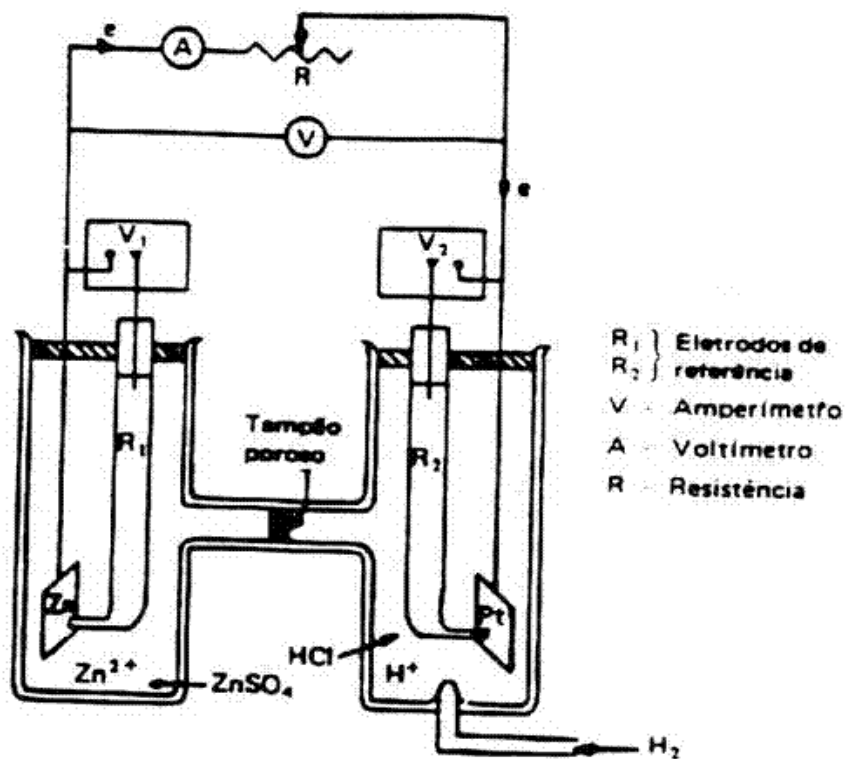 e
A
R
V
e
V₁
V₂
R₁
R₂
Eletrodos de
referência
V - Amperímetro
A - Voltímetro
R - Resistência
Tampão
poroso
R₁
R₂
Zn
Pt
HCl
H⁺
Zn²⁺
ZnSO₄
H₂